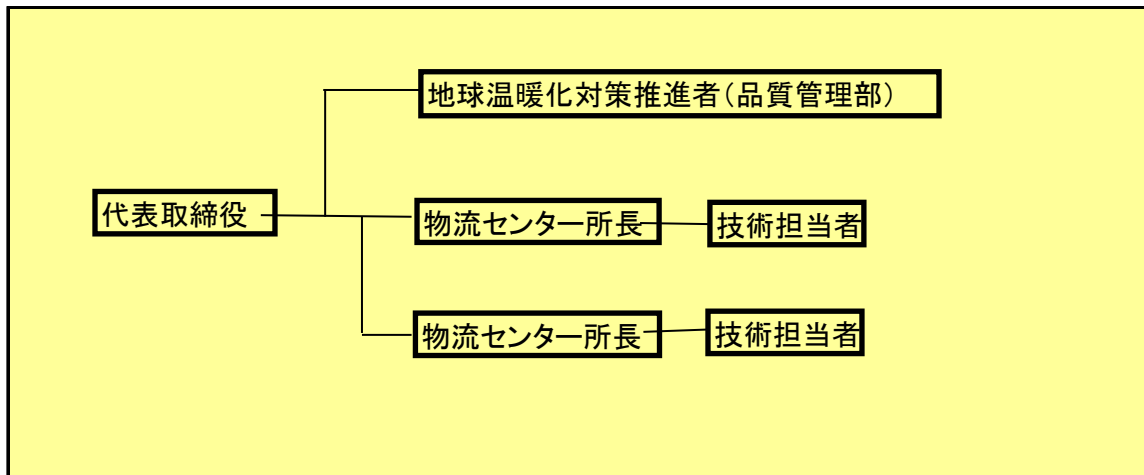 地球温暖化対策推進者(品質管理部)
代表取締役
物流センター所長
技術担当者
物流センター所長
技術担当者